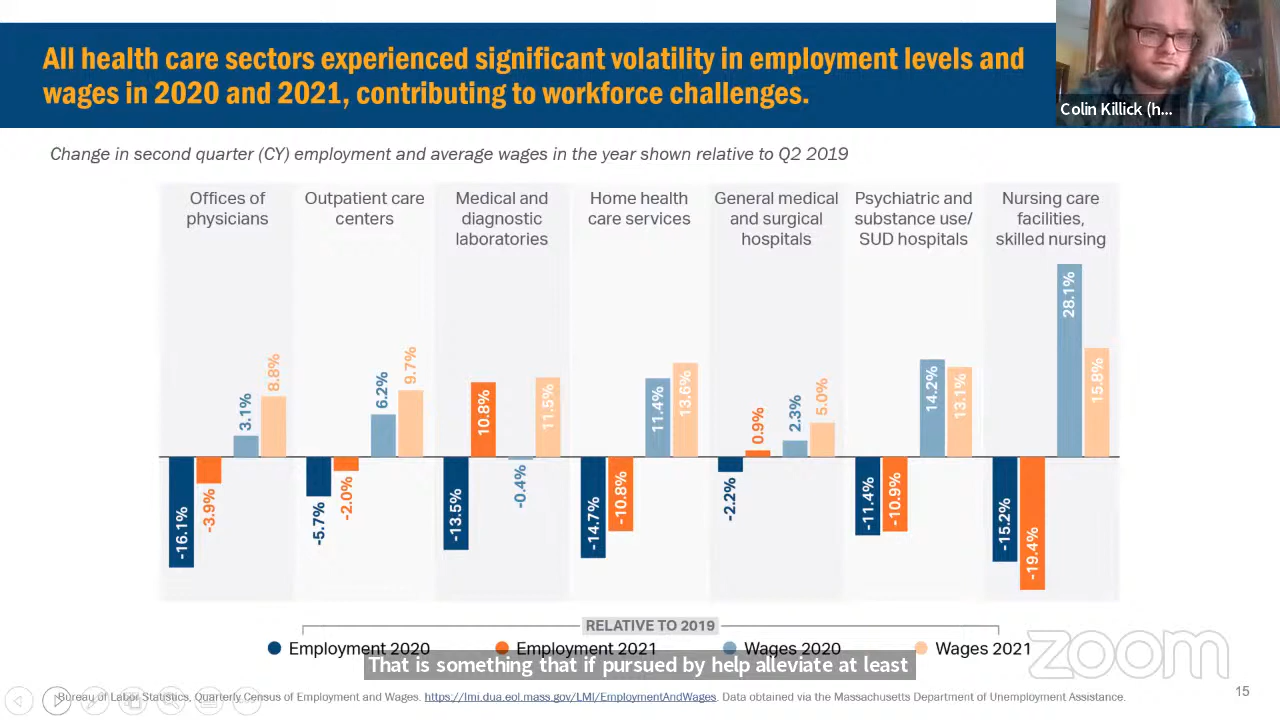 All health care sectors experienced significant volatility in employment levels and
wages in 2020 and 2021, contributing to workforce challenges.
Colin Killick (h...
Change in second quarter (CY) employment and average wages in the year shown relative to Q2 2019
Offices of
physicians
Outpatient care
centers
Medical and
diagnostic
laboratories
Home health
care services
General medical
and surgical
hospitals
Psychiatric and
substance use/
SUD hospitals
Nursing care
facilities,
skilled nursing
-16.1%
-3.9%
3.1%
8.8%
-5.7%
-2.0%
6.2%
9.7%
-13.5%
10.8%
-0.4%
11.5%
-14.7%
-10.8%
11.4%
13.6%
-2.2%
0.9%
2.3%
5.0%
-11.4%
-10.9%
14.2%
13.1%
-15.2%
-19.4%
28.1%
15.8%
RELATIVE TO 2019
Employment 2020
Employment 2021
Wages 2020
Wages 2021
That is something that if pursued by help alleviate at least
zoom
Bureau of Labor Statistics, Quarterly Census of Employment and Wages. https://lmi.dua.eol.mass.gov/LMI/EmploymentAndWages. Data obtained via the Massachusetts Department of Unemployment Assistance.
15